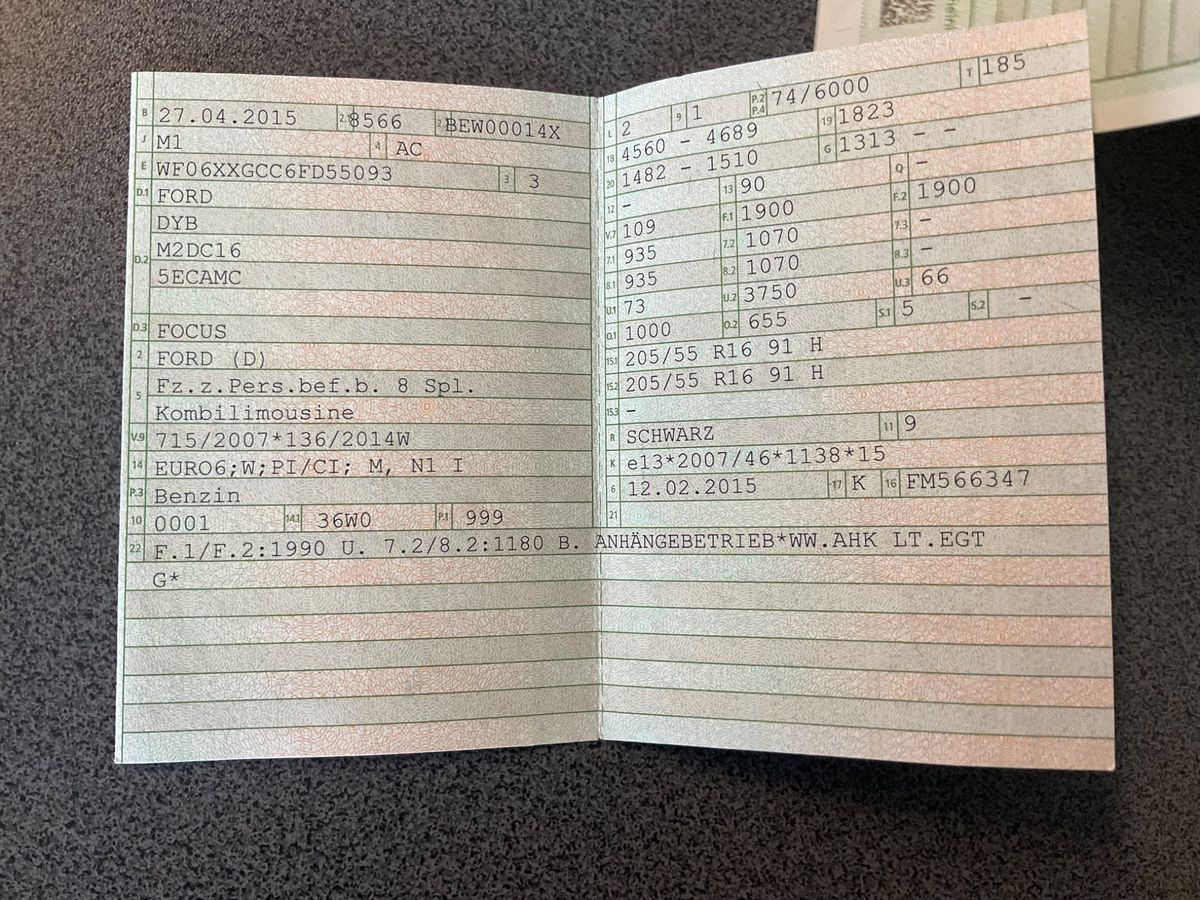 B 27.04.2015 2.1 8566 2.2 BEW00014X
J M1 4 AC
E WF06XXGCC6FD55093 3 3
D.1 FORD
DYB
D.2 M2DC16
5ECAMC
D.3 FOCUS
2 FORD (D)
5 Fz.z.Pers.bef.b. 8 Spl.
Kombilimousine
V.9 715/2007*136/2014W
14 EURO6;W;PI/CI; M, N1 I
P.3 Benzin
10 0001 14.1 36W0 P.1 999
L 2 9 1 P.2 P.4 74/6000 T 185
18 4560 - 4689 19 1823
20 1482 - 1510 G 1313 - -
12 - 13 90 Q -
V.7 109 F.1 1900 F.2 1900
7.1 935 7.2 1070 7.3 -
8.1 935 8.2 1070 8.3 -
U.1 73 U.2 3750 U.3 66
O.1 1000 O.2 655 S.1 5 S.2 -
15.1 205/55 R16 91 H
15.2 205/55 R16 91 H
15.3 -
R SCHWARZ 11 9
K e13*2007/46*1138*15
6 12.02.2015 17 K 16 FM566347
21
22 F.1/F.2:1990 U. 7.2/8.2:1180 B. ANHÄNGEBETRIEB*WW.AHK LT.EGT
G*